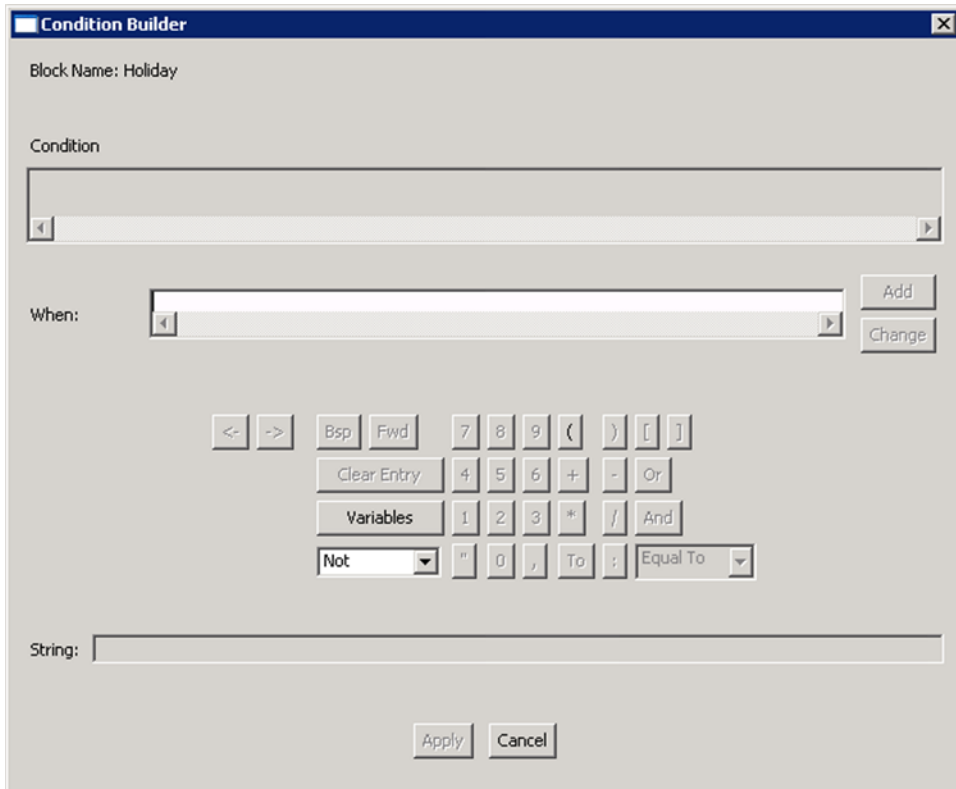 Condition Builder
Block Name: Holiday
Condition
When:
Add
Change
<- -> Bsp Fwd 7 8 9 ( ) [ ]
Clear Entry 4 5 6 + - Or
Variables 1 2 3 * / And
Not " 0 , To : Equal To
String:
Apply Cancel